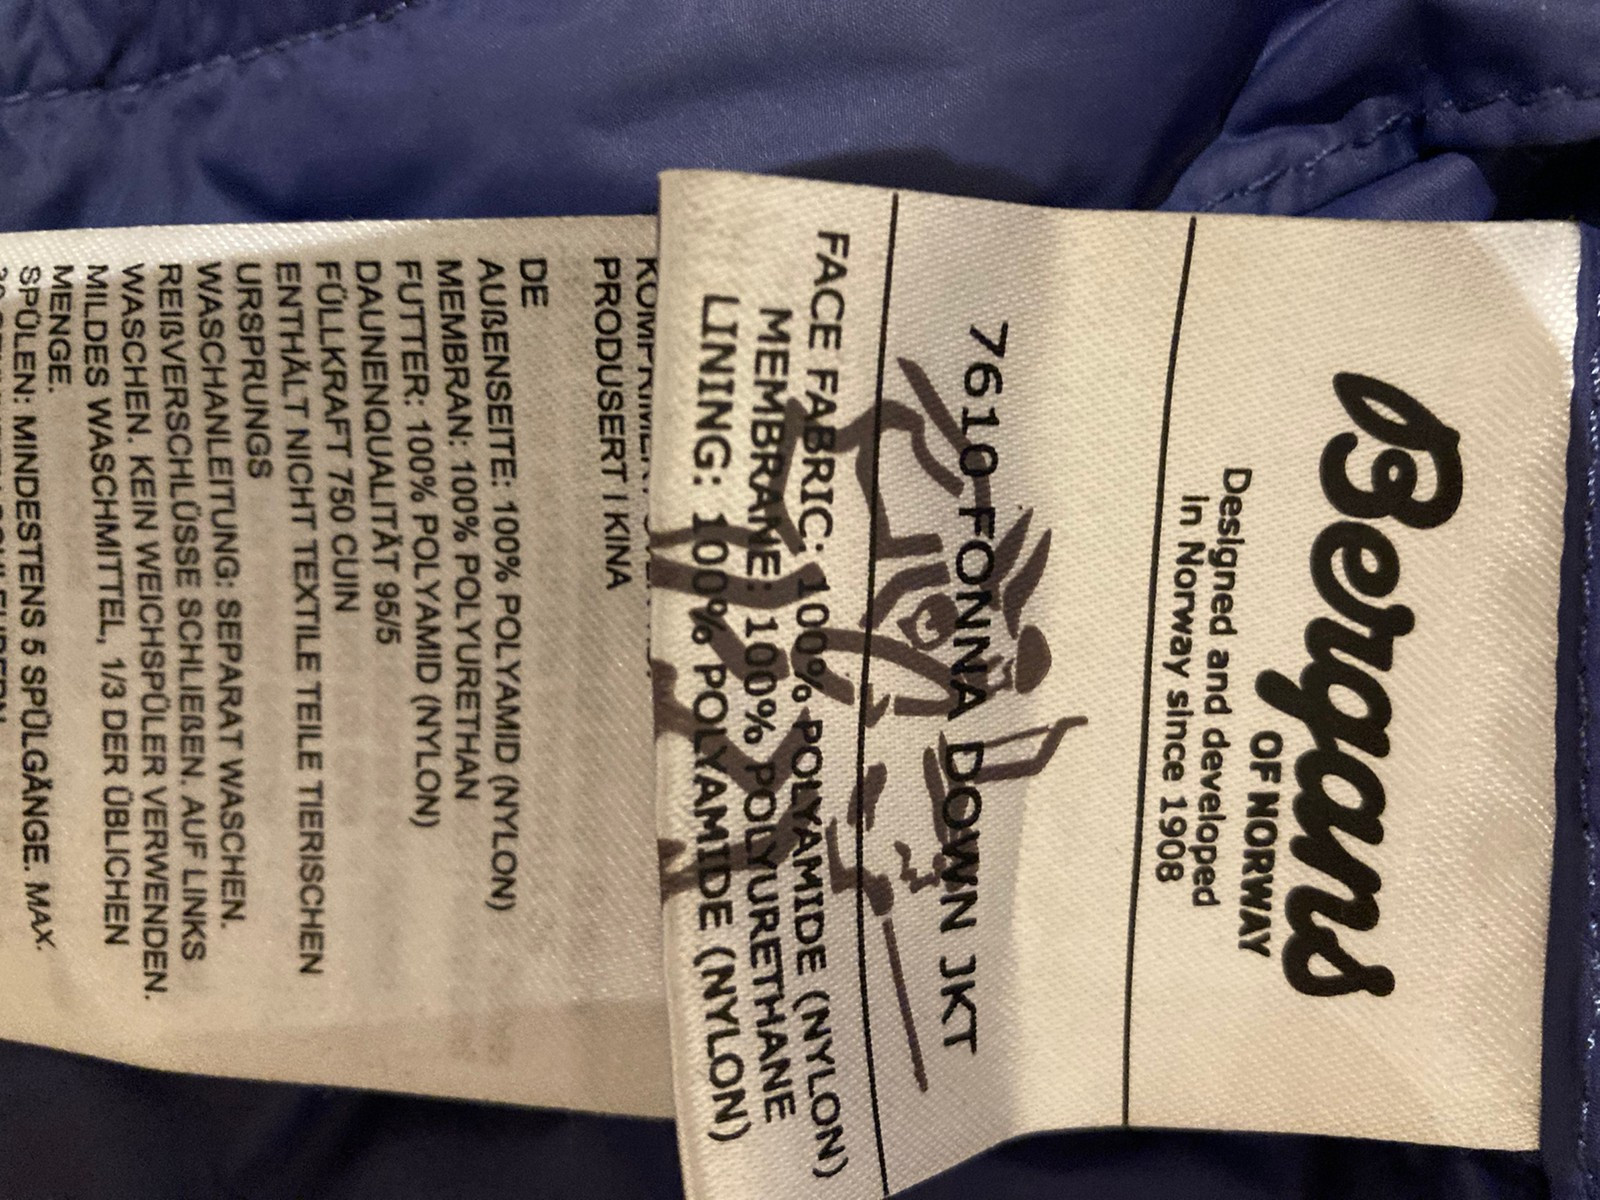 Bergans
OF NORWAY
Designed and developed
in Norway since 1908
7610 FONNA DOWN JKT
FACE FABRIC: 100% POLYAMIDE (NYLON)
MEMBRANE: 100% POLYURETHANE
LINING: 100% POLYAMIDE (NYLON)
PRODUSERT I KINA
DE
AUßENSEITE: 100% POLYAMID (NYLON)
MEMBRAN: 100% POLYURETHAN
FUTTER: 100% POLYAMID (NYLON)
DAUNENQUALITÄT 95/5
FÜLLKRAFT 750 CUIN
ENTHÄLT NICHT TEXTILE TEILE TIERISCHEN
URSPRUNGS
WASCHANLEITUNG: SEPARAT WASCHEN.
REIßVERSCHLÜSSE SCHLIEßEN. AUF LINKS
WASCHEN. KEIN WEICHSPÜLER VERWENDEN.
MILDES WASCHMITTEL, 1/3 DER ÜBLICHEN
MENGE.
SPÜLEN: MINDESTENS 5 SPÜLGÄNGE. MAX.